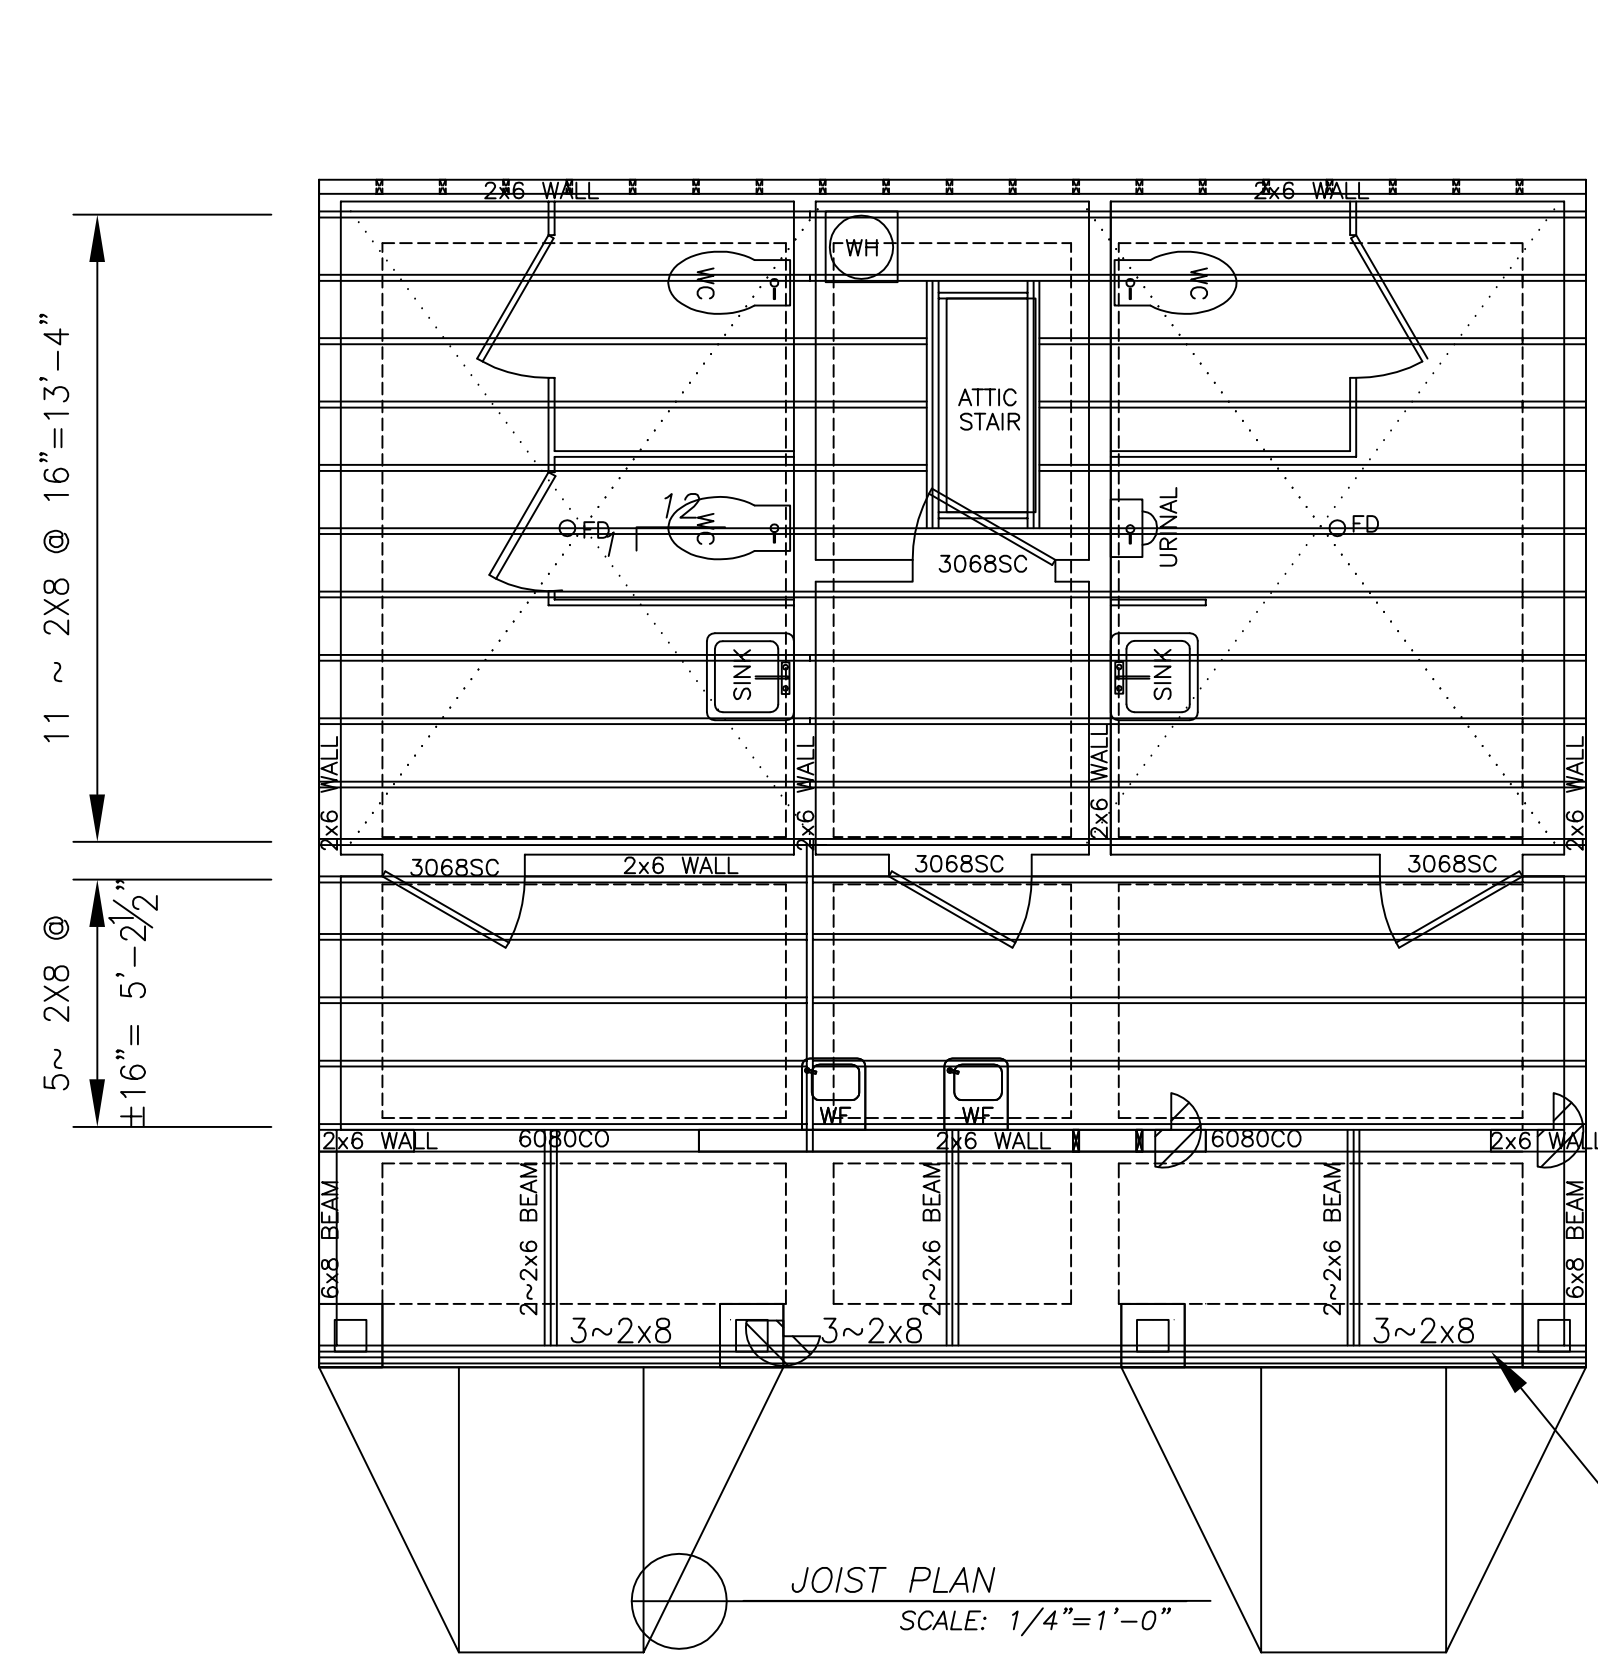 2x6 WALL
2x6 WALL
WH
WC
WC
ATTIC
STAIR
11 ~ 2X8 @ 16"=13'-4"
12
1
WC
FD
URINAL
FD
3068SC
SINK
SINK
2x6 WALL
2x6 WALL
2x6 WALL
2x6 WALL
3068SC
2x6 WALL
3068SC
3068SC
5~ 2X8 @
±16"= 5'-2½"
WF
WF
2x6 WALL
6080CO
2x6 WALL
6080CO
2x6 WALL
6x8 BEAM
2~2x6 BEAM
2~2x6 BEAM
2~2x6 BEAM
6x8 BEAM
3~2x8
3~2x8
3~2x8
JOIST PLAN
SCALE: 1/4"=1'-0"